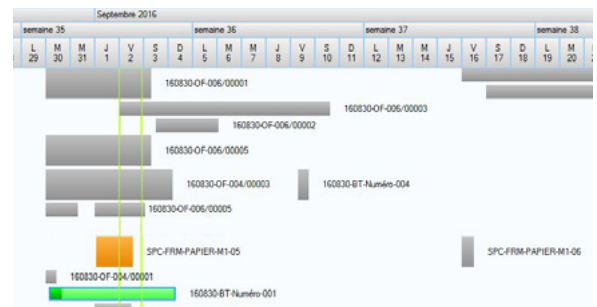 Septembre 2016
semaine 35 semaine 36 semaine 37 semaine 38
L M M J V S D L M M J V S D L M M J V S D L M M
29 30 31 1 2 3 4 5 6 7 8 9 10 11 12 13 14 15 16 17 18 19 20
160830-OF-006/00001
160830-OF-006/00003
160830-OF-006/00002
160830-OF-006/00005
160830-OF-004/00003 160830-BT-Numéro-004
160830-OF-006/00005
SPC-FRM-PAPIER-M1-05 SPC-FRM-PAPIER-M1-06
160830-OF-004/00001
160830-BT-Numéro-001